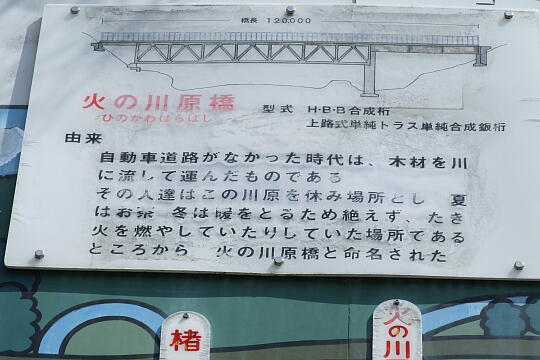 橋長 120,000
火の川原橋
ひのかわはらばし
型式 H・B・B合成桁
上路式単純トラス単純合成鈑桁
由来
自動車道路がなかった時代は、木材を川
に流して運んだものである
その人達はこの川原を休み場所とし 夏
はお茶 冬は暖をとるため絶えず、たき
火を燃やしていたりしていた場所である
ところから 火の川原橋と命名された
楮
火の川